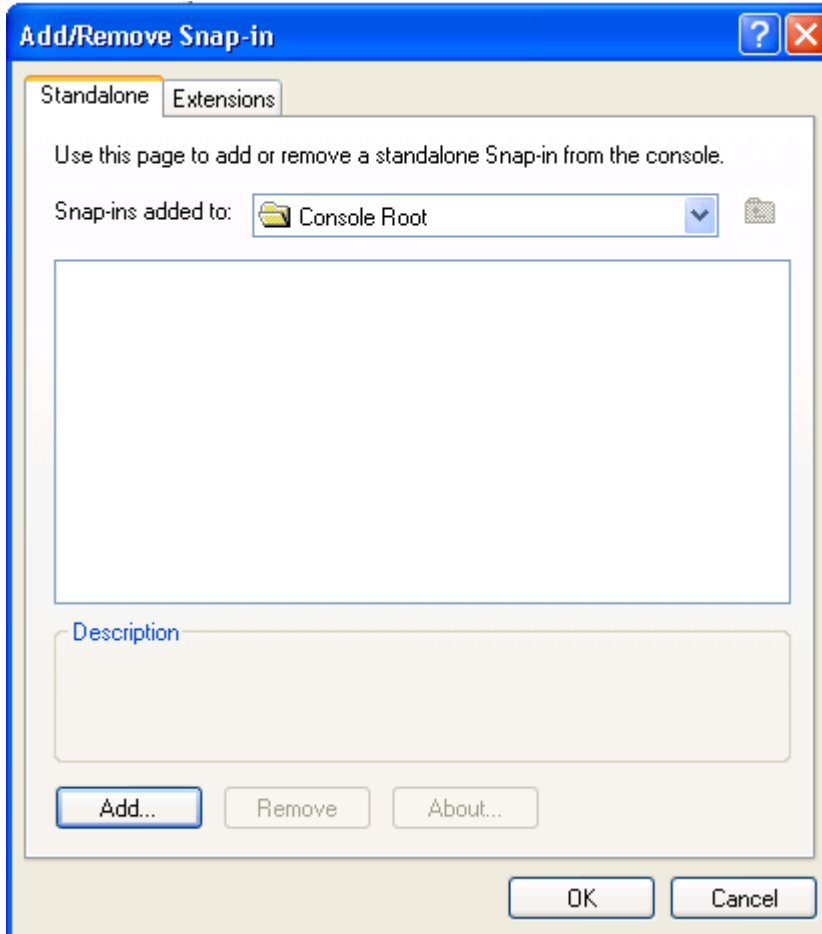 Add/Remove Snap-in
Standalone
Extensions
Use this page to add or remove a standalone Snap-in from the console.
Snap-ins added to:
Console Root
Description
Add...
Remove
About...
OK
Cancel